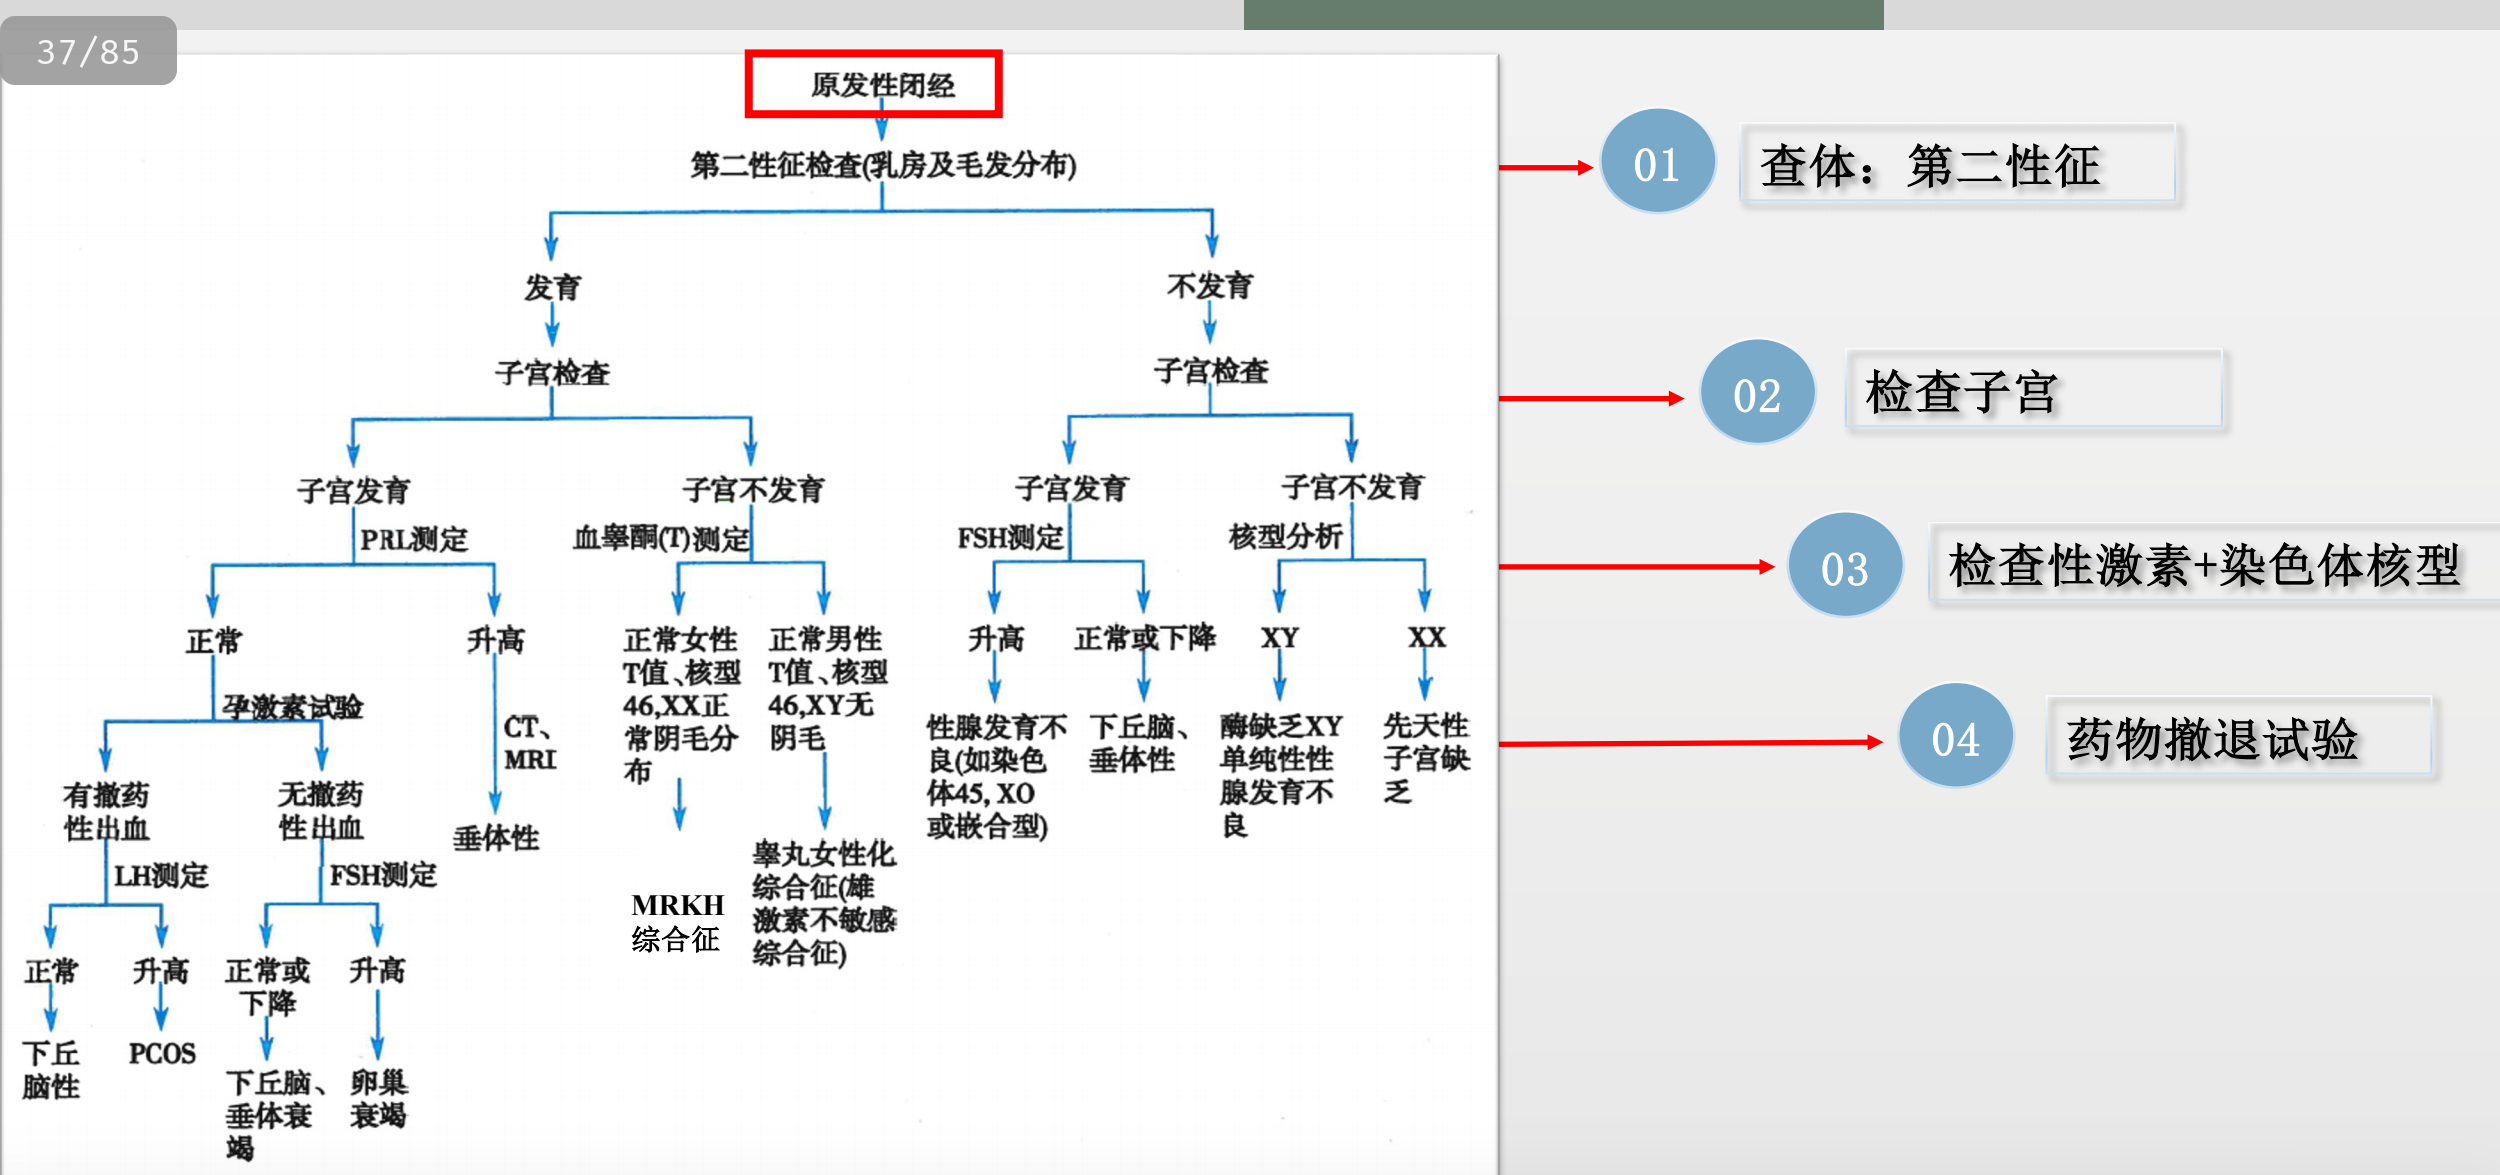 37/85
原发性闭经
第二性征检查(乳房及毛发分布)
发育
不发育
子宫检查
子宫检查
子宫发育
子宫不发育
子宫发育
子宫不发育
PRL测定
血睾酮(T)测定
FSH测定
核型分析
正常
升高
正常女性
T值、核型
46,XX正
常阴毛分
布
正常男性
T值、核型
46,XY无
阴毛
升高
正常或下降
XY
XX
孕激素试验
CT、
MRI
性腺发育不
良(如染色
体45, XO
或嵌合型)
下丘脑、
垂体性
酶缺乏XY
单纯性性
腺发育不
良
先天性
子宫缺
乏
有撤药
性出血
无撤药
性出血
垂体性
LH测定
FSH测定
MRKH
综合征
睾丸女性化
综合征(雄
激素不敏感
综合征)
正常
升高
正常或
下降
升高
下丘
脑性
PCOS
下丘脑、
垂体衰
竭
卵巢
衰竭
01
查体：第二性征
02
检查子宫
03
检查性激素+染色体核型
04
药物撤退试验